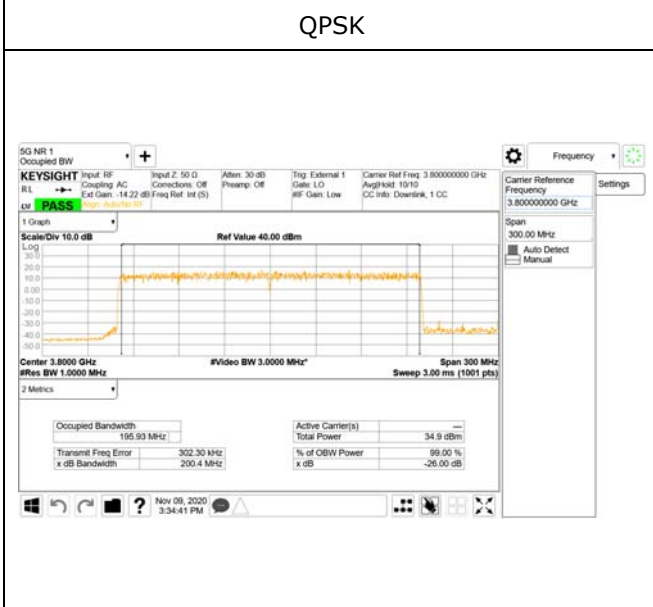 QPSK
5G NR 1
Occupied BW
+
Frequency
KEYSIGHT
Input: RF
Input Z: 50 Ω
Atten: 30 dB
Trig: External 1
Carrier Ref Freq: 3.800000000 GHz
RL
Coupling: AC
Corrections: Off
Preamp: Off
Gate: LO
Avg|Hold: 10/10
Ext Gain: -14.22 dB
Freq Ref: Int (S)
#IF Gain: Low
CC Info: Downlink, 1 CC
PASS
Align: Auto/No RF
Carrier Reference
Frequency
3.800000000 GHz
Settings
Span
300.00 MHz
Auto Detect
Manual
1 Graph
Scale/Div 10.0 dB
Ref Value 40.00 dBm
Log
30.0
20.0
10.0
0.00
-10.0
-20.0
-30.0
-40.0
-50.0
Center 3.8000 GHz
#Video BW 3.0000 MHz*
Span 300 MHz
#Res BW 1.0000 MHz
Sweep 3.00 ms (1001 pts)
2 Metrics
Occupied Bandwidth
195.93 MHz
Active Carrier(s)
---
Total Power
34.9 dBm
Transmit Freq Error
302.30 kHz
% of OBW Power
99.00 %
x dB Bandwidth
200.4 MHz
x dB
-26.00 dB
?
Nov 09, 2020
3:34:41 PM